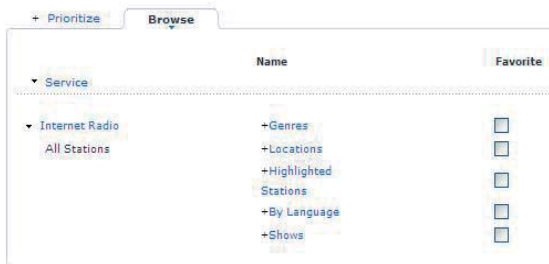 + Prioritize Browse
Name Favorite
Service
Internet Radio +Genres
All Stations +Locations
+Highlighted
Stations
+By Language
+Shows